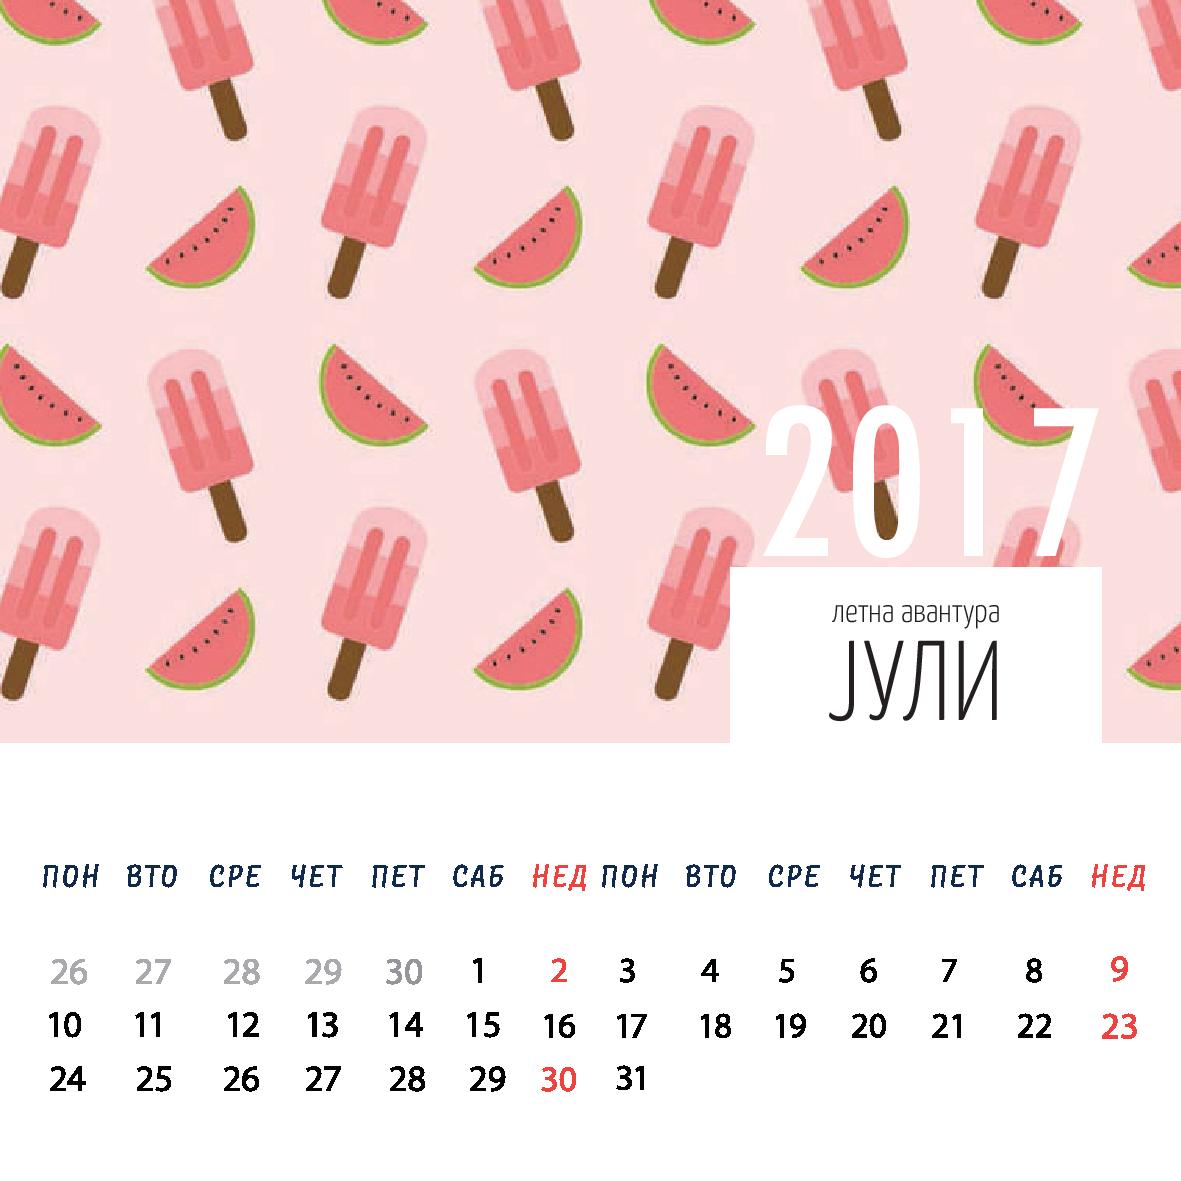 2017
летна авантура
ЈУЛИ
ПОН ВТО СРЕ ЧЕТ ПЕТ САБ НЕД ПОН ВТО СРЕ ЧЕТ ПЕТ САБ НЕД
26 27 28 29 30 1 2 3 4 5 6 7 8 9
10 11 12 13 14 15 16 17 18 19 20 21 22 23
24 25 26 27 28 29 30 31